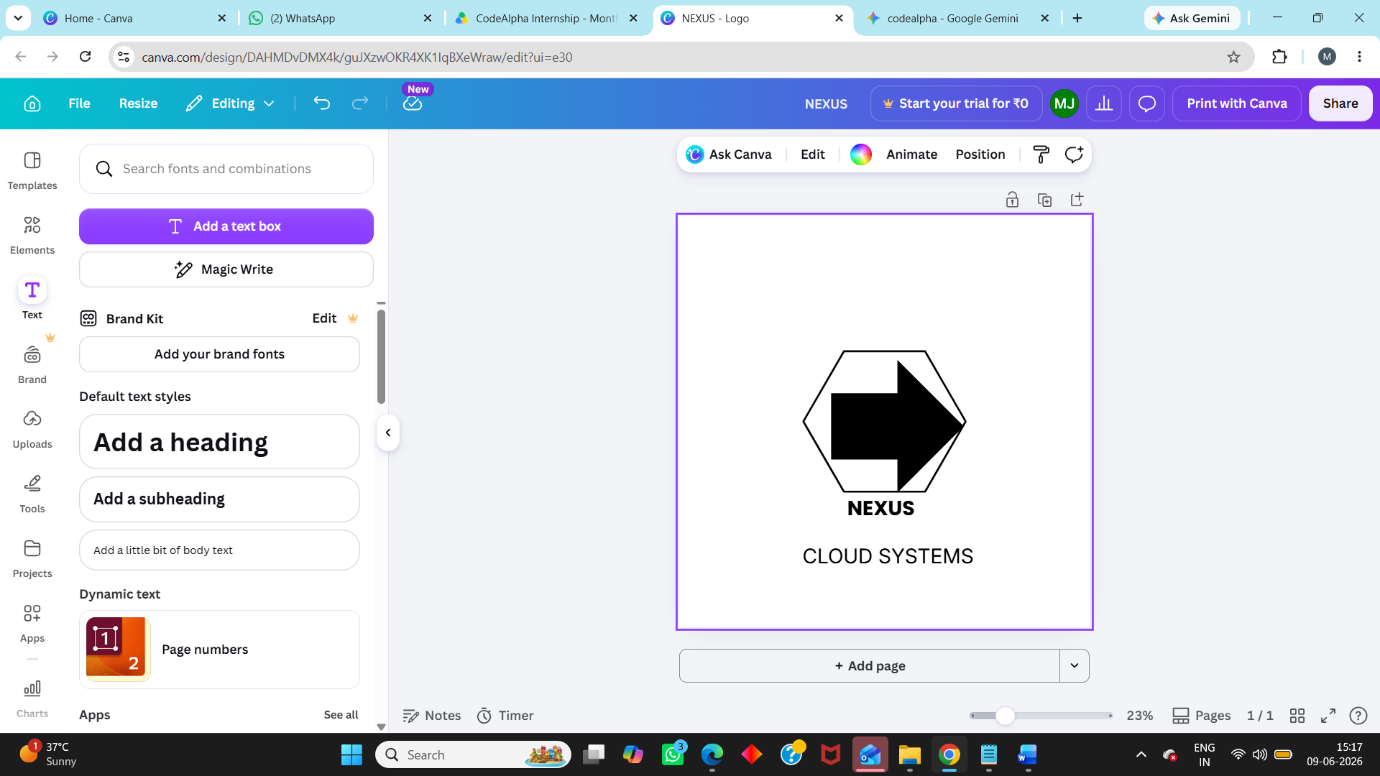 Home - Canva
(2) WhatsApp
CodeAlpha Internship - Mont
NEXUS - Logo
codealpha - Google Gemini
Ask Gemini
canva.com/design/DAHMDvDMX4k/guJXzwOKR4XK1IqBXeWraw/edit?ui=e30
M
File
Resize
Editing
New
NEXUS
Start your trial for ₹0
MJ
Print with Canva
Share
Templates
Elements
Text
Brand
Uploads
Tools
Projects
Apps
Charts
Search fonts and combinations
Add a text box
Magic Write
Brand Kit
Edit
Add your brand fonts
Default text styles
Add a heading
Add a subheading
Add a little bit of body text
Dynamic text
1
2
Page numbers
Apps
See all
Ask Canva
Edit
Animate
Position
NEXUS
CLOUD SYSTEMS
+ Add page
Notes
Timer
23%
Pages
1 / 1
1
37°C
Sunny
Search
3
ENG
IN
15:17
09-06-2026